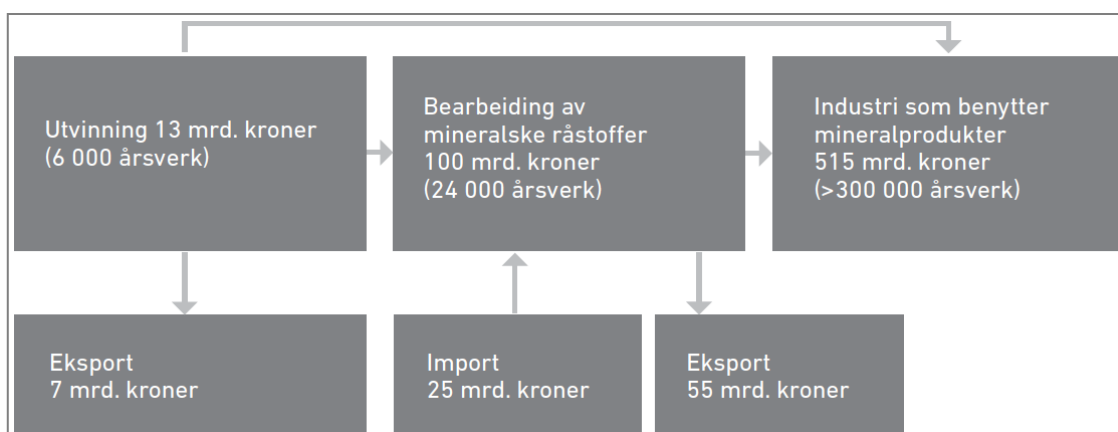 Utvinning 13 mrd. kroner
(6 000 årsverk)
Bearbeiding av
mineralske råstoffer
100 mrd. kroner
(24 000 årsverk)
Industri som benytter
mineralprodukter
515 mrd. kroner
(>300 000 årsverk)
Eksport
7 mrd. kroner
Import
25 mrd. kroner
Eksport
55 mrd. kroner